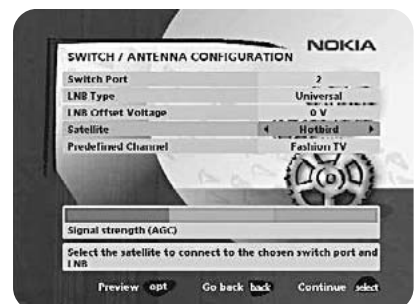 NOKIA
SWITCH / ANTENNA CONFIGURATION
Switch Port 2
LNB Type Universal
LNB Offset Voltage 0 V
Satellite Hotbird
Predefined Channel Fashion TV
Signal strength (AGC)
Select the satellite to connect to the chosen switch port and
LNB
Preview opt Go back back Continue select